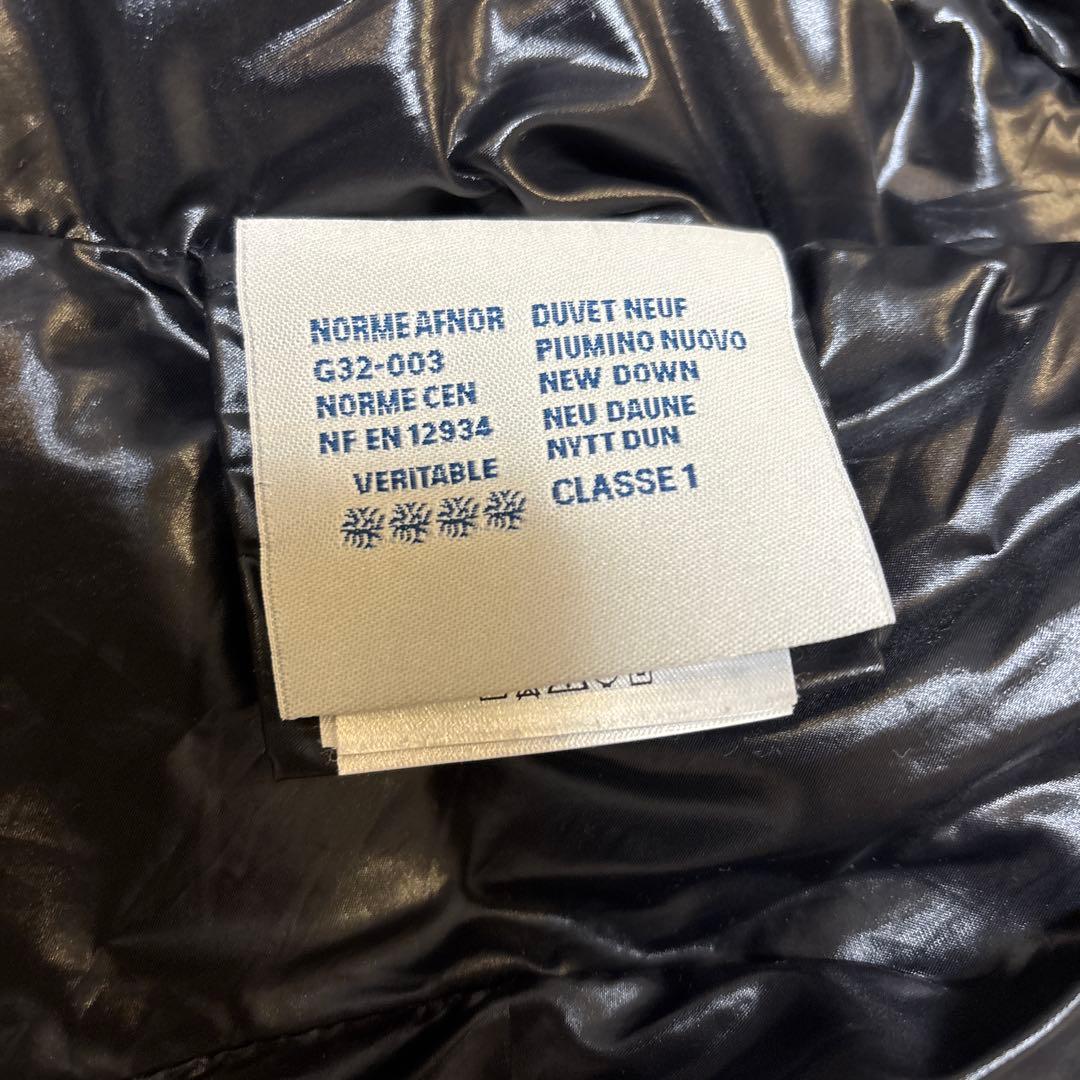 NORME AFNOR
G32-003
NORME CEN
NF EN 12934
VERITABLE
DUVET NEUF
PIUMINO NUOVO
NEW DOWN
NEU DAUNE
NYTT DUN
CLASSE 1